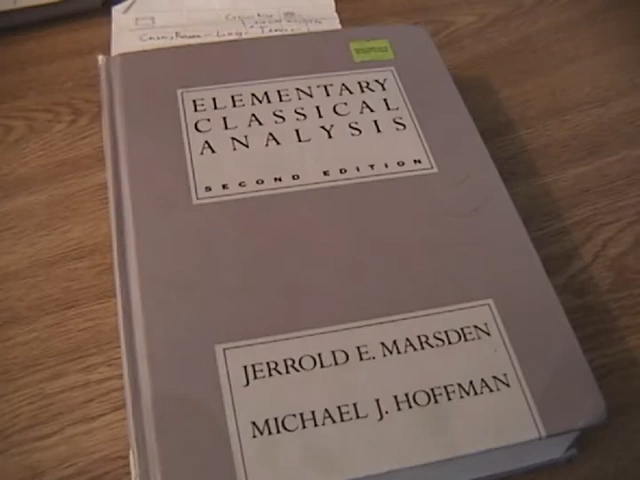 ELEMENTARY
CLASSICAL
ANALYSIS
SECOND EDITION
JERROLD E. MARSDEN
MICHAEL J. HOFFMAN